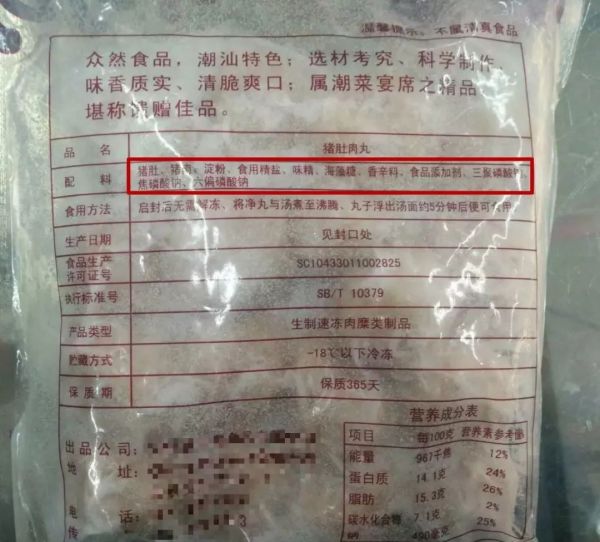 温馨提示：不属清真食品
众然食品，潮汕特色；选材考究、科学制作，
味香质实、清脆爽口；属潮菜宴席之精品，
堪称馈赠佳品。
品 名 猪肚肉丸
配 料 猪肚、猪肉、淀粉、食用精盐、味精、海藻糖、香辛料、食品添加剂、三聚磷酸钠、
焦磷酸钠、六偏磷酸钠
食用方法 启封后无需解冻、将净丸与汤煮至沸腾、丸子浮出汤面约5分钟后便可食用
生产日期 见封口处
食品生产
许可证号 SC10433011002825
执行标准号 SB/T 10379
产品类型 生制速冻肉糜类制品
贮藏方式 -18℃以下冷冻
保 质 期 保质365天
营养成分表
项目 每100克 营养素参考值
能量 967千焦 12%
蛋白质 14.1克 24%
脂肪 15.3克 26%
碳水化合物 7.1克 2%
钠 490毫克 25%
出品公司：
地 址：
电 话： 3
传